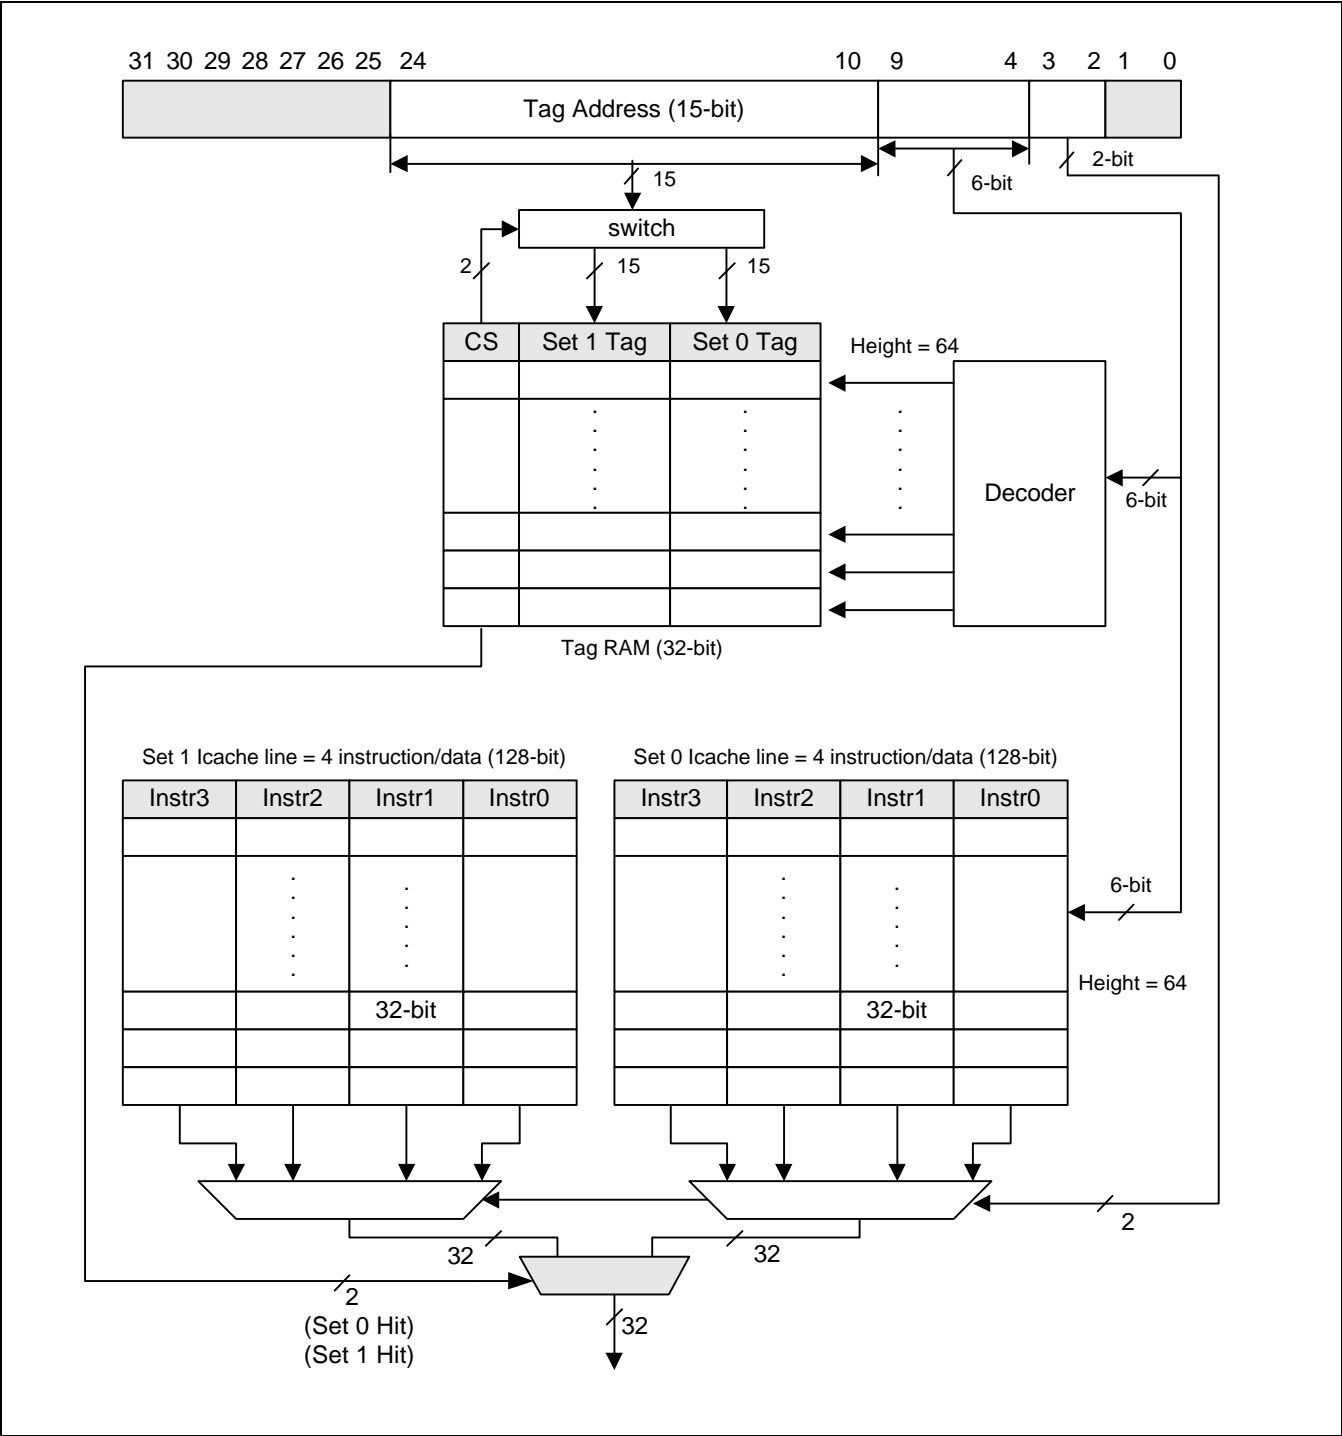 31 30 29 28 27 26 25 24 10 9 4 3 2 1 0
Tag Address (15-bit)
2-bit
15
6-bit
switch
2
15
15
CS Set 1 Tag Set 0 Tag
Height = 64
Decoder
6-bit
Tag RAM (32-bit)
Set 1 Icache line = 4 instruction/data (128-bit)
Set 0 Icache line = 4 instruction/data (128-bit)
Instr3 Instr2 Instr1 Instr0
Instr3 Instr2 Instr1 Instr0
6-bit
Height = 64
32-bit
32-bit
2
32
32
2
(Set 0 Hit)
(Set 1 Hit)
32